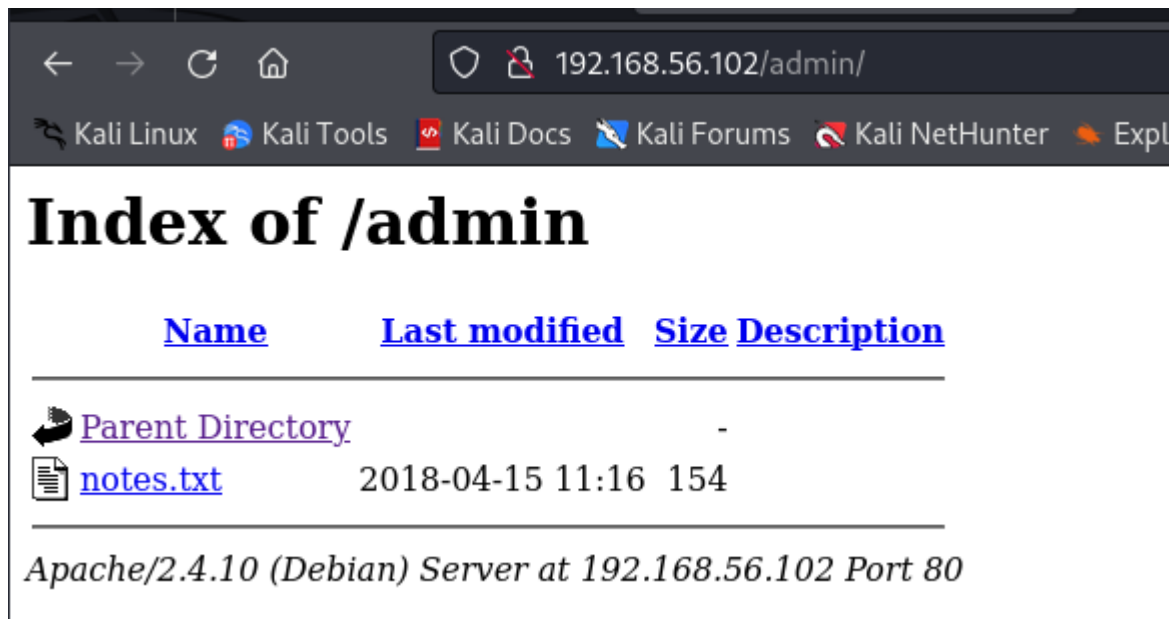 192.168.56.102/admin/
Kali Linux Kali Tools Kali Docs Kali Forums Kali NetHunter Expl
Index of /admin
Name Last modified Size Description
Parent Directory -
notes.txt 2018-04-15 11:16 154
Apache/2.4.10 (Debian) Server at 192.168.56.102 Port 80